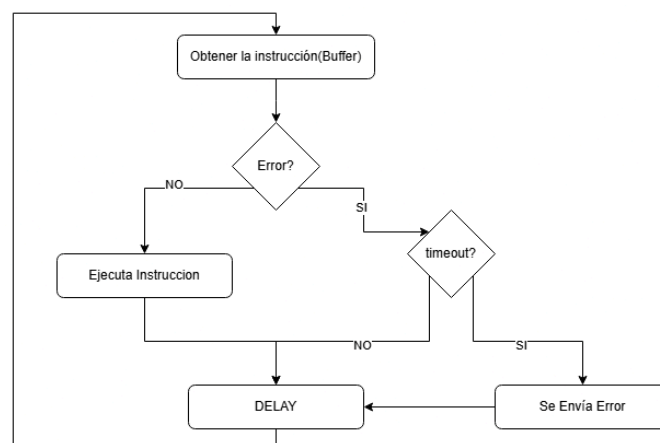 Obtener la instrucción(Buffer)
Error?
NO
SI
timeout?
Ejecuta Instruccion
NO
SI
DELAY
Se Envía Error